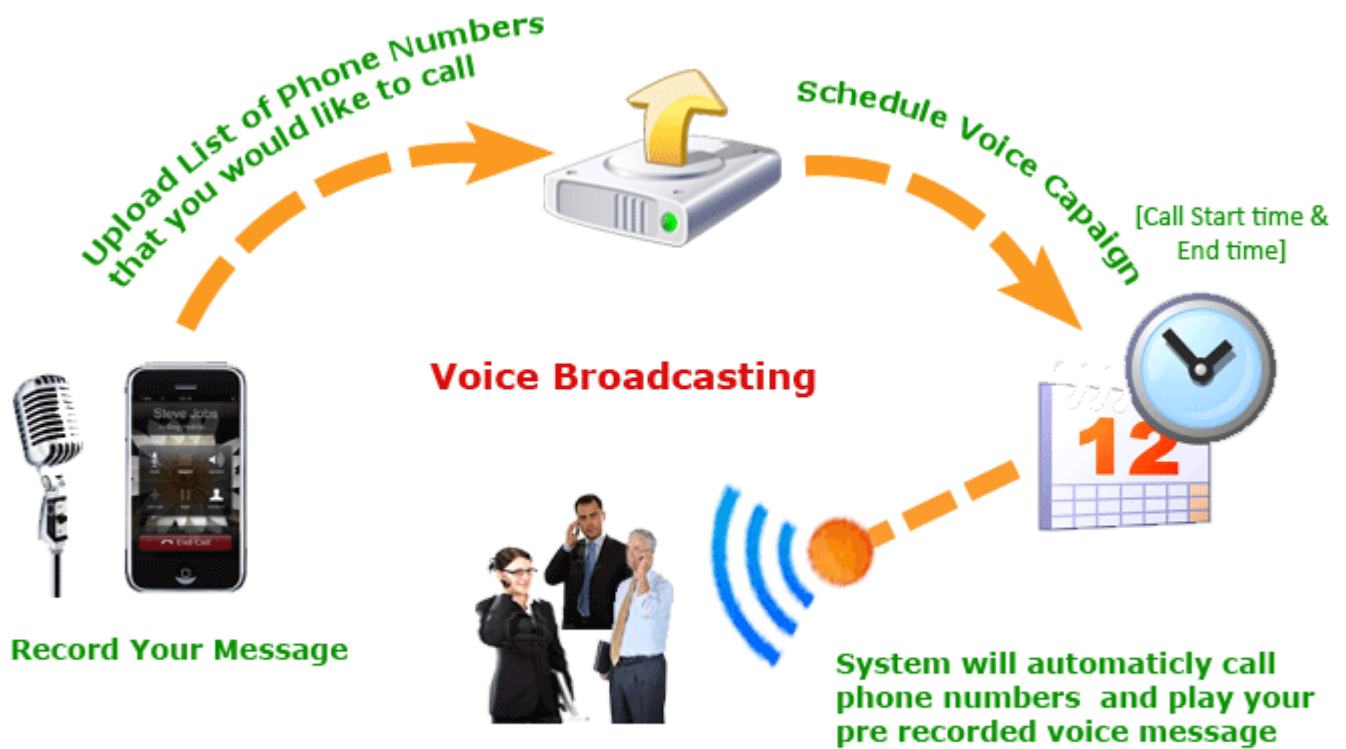 Upload List of Phone Numbers
that you would like to call
Schedule Voice Capaign
[Call Start time &
End time]
Voice Broadcasting
12
Steve Jobs
End Call
Record Your Message
System will automaticly call
phone numbers and play your
pre recorded voice message